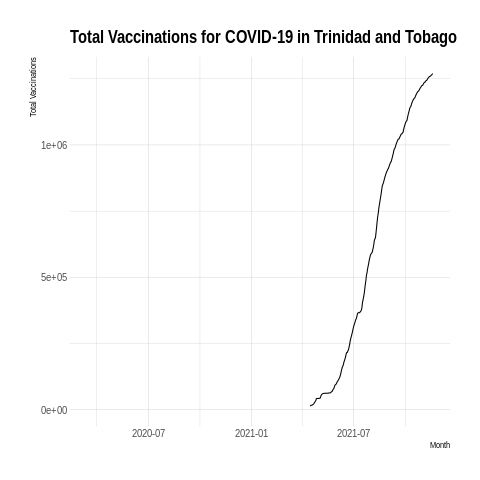 Total Vaccinations for COVID-19 in Trinidad and Tobago
Total Vaccinations
1e+06
5e+05
0e+00
2020-07 2021-01 2021-07
Month